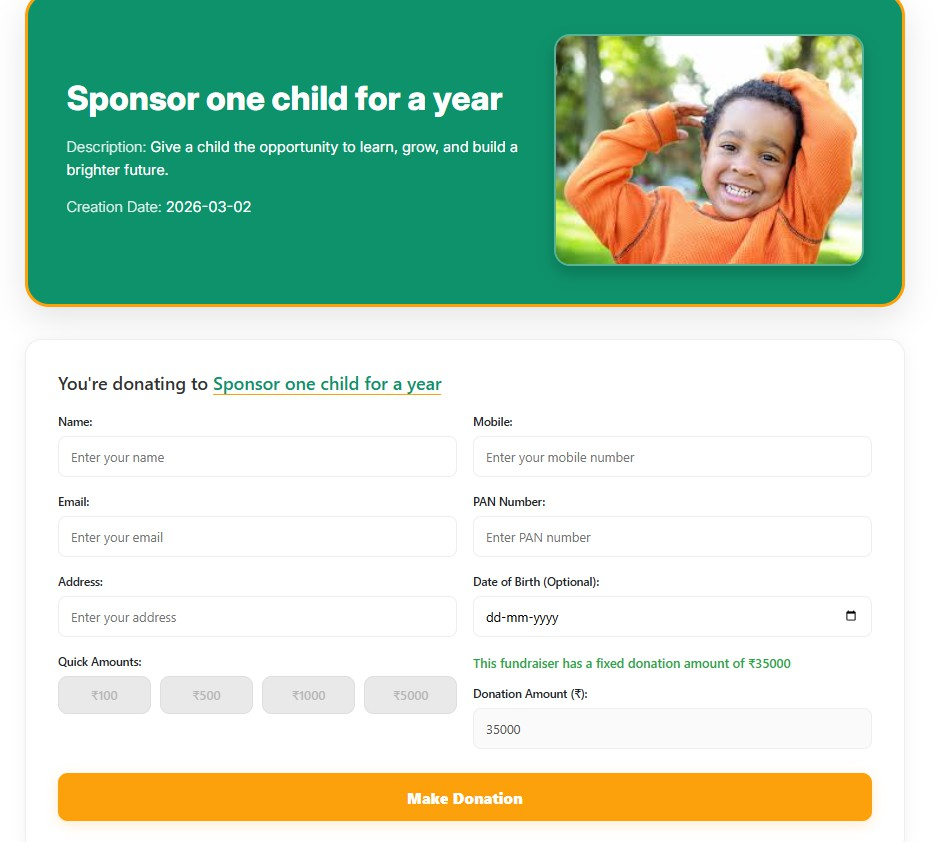 Sponsor one child for a year
Description: Give a child the opportunity to learn, grow, and build a
brighter future.
Creation Date: 2026-03-02
You're donating to Sponsor one child for a year
Name:
Enter your name
Mobile:
Enter your mobile number
Email:
Enter your email
PAN Number:
Enter PAN number
Address:
Enter your address
Date of Birth (Optional):
dd-mm-yyyy
Quick Amounts:
₹100 ₹500 ₹1000 ₹5000
This fundraiser has a fixed donation amount of ₹35000
Donation Amount (₹):
35000
Make Donation